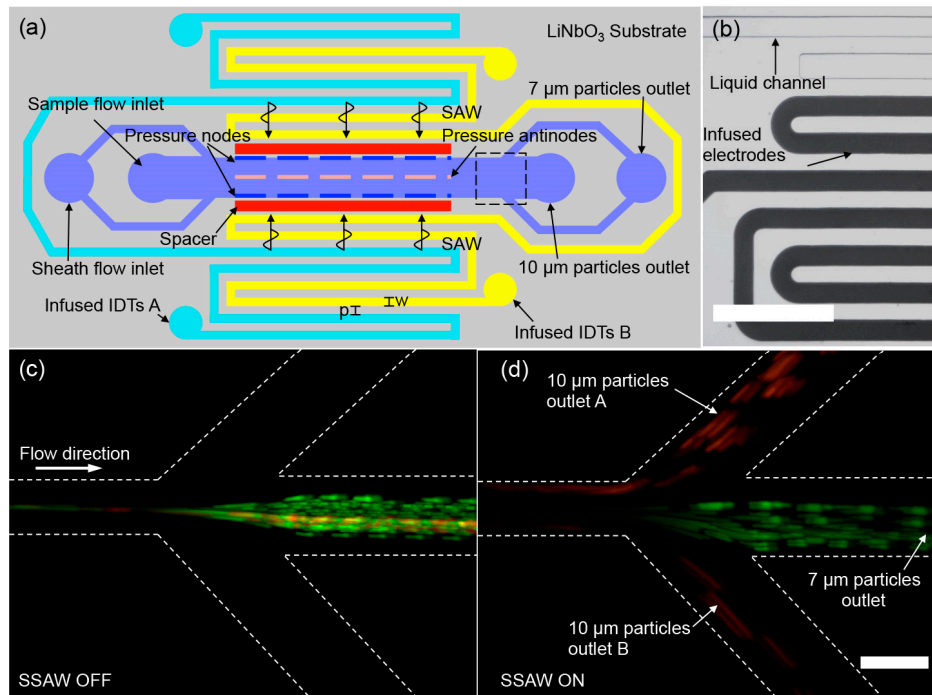 (a)
LiNbO3 Substrate
Sample flow inlet
7 µm particles outlet
SAW
Pressure nodes
Pressure antinodes
Spacer
SAW
Sheath flow inlet
10 µm particles outlet
Infused IDTs A
p
w
Infused IDTs B
(b)
Liquid channel
Infused
electrodes
(c)
Flow direction
SSAW OFF
(d)
10 µm particles
outlet A
7 µm particles
outlet
10 µm particles
outlet B
SSAW ON